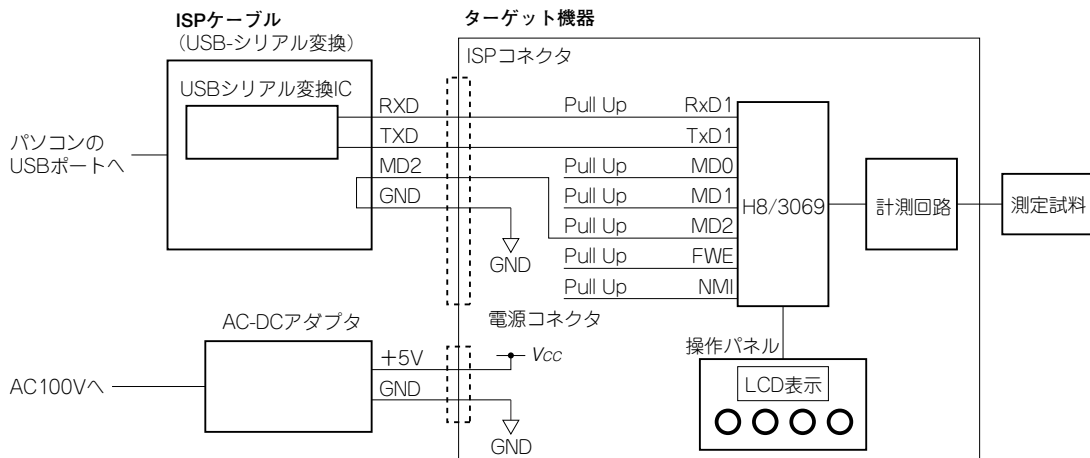 ISPケーブル
（USB-シリアル変換）
ターゲット機器
ISPコネクタ
USBシリアル変換IC
RXD
Pull Up
RxD1
パソコンの
USBポートへ
TXD
TxD1
MD2
Pull Up
MD0
GND
Pull Up
MD1
H8/3069
計測回路
測定試料
Pull Up
MD2
GND
Pull Up
FWE
Pull Up
NMI
電源コネクタ
AC-DCアダプタ
操作パネル
+5V
Vcc
AC100Vへ
GND
LCD表示
GND